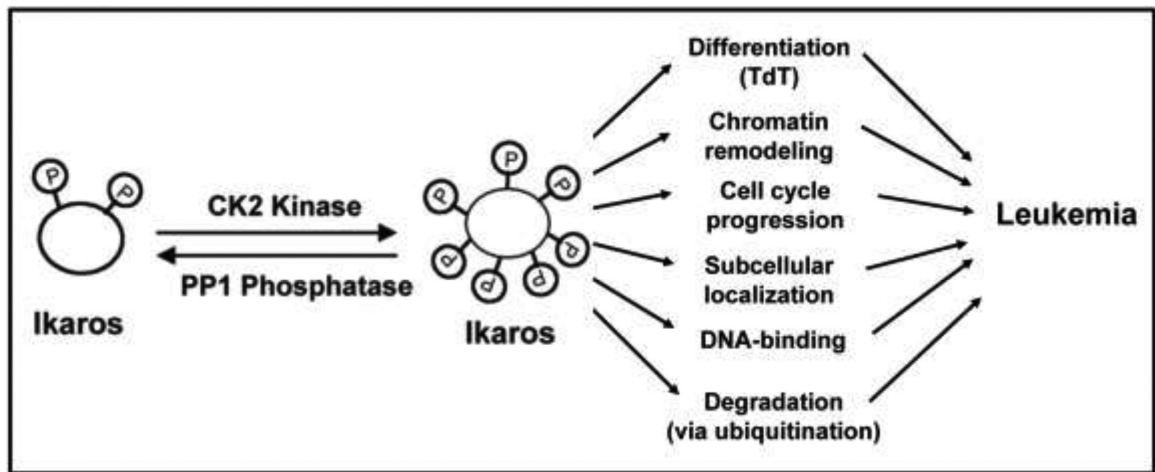 P
P
CK2 Kinase
PP1 Phosphatase
Ikaros
P
P
P
P
P
P
P
P
Ikaros
Differentiation
(TdT)
Chromatin
remodeling
Cell cycle
progression
Subcellular
localization
DNA-binding
Degradation
(via ubiquitination)
Leukemia